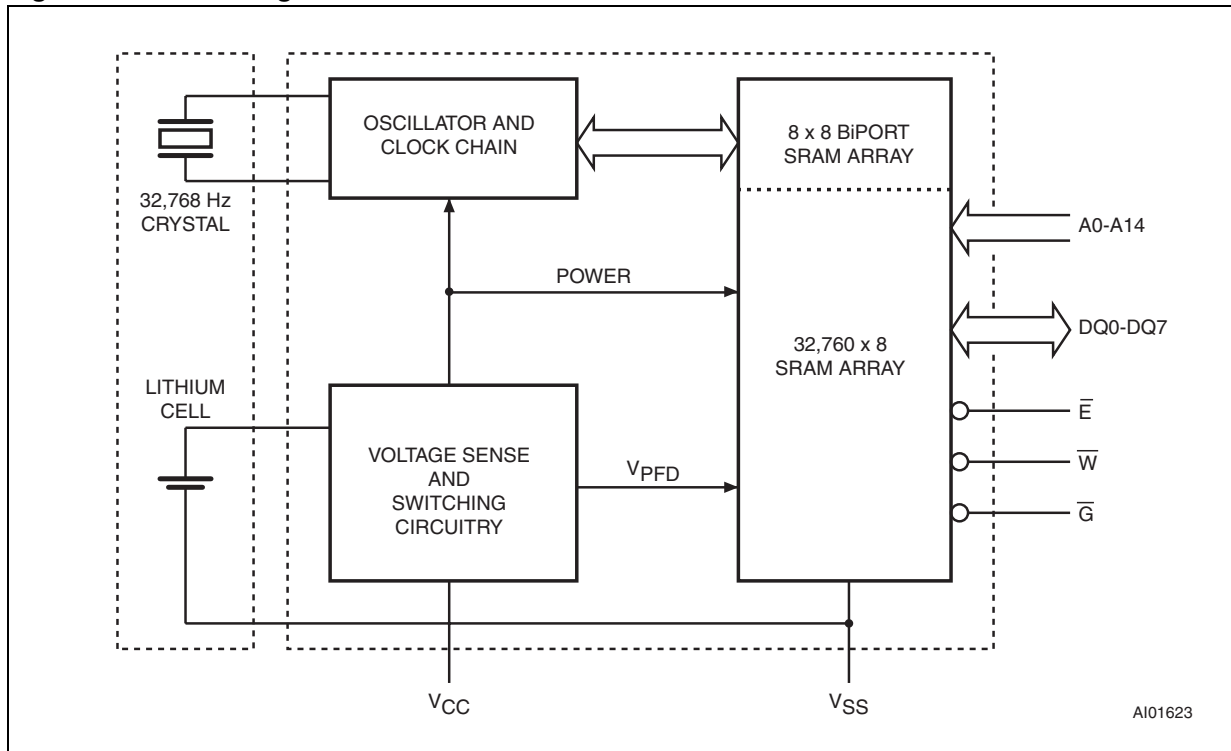 OSCILLATOR AND
CLOCK CHAIN
8 x 8 BiPORT
SRAM ARRAY
32,768 Hz
CRYSTAL
A0-A14
POWER
DQ0-DQ7
32,760 x 8
SRAM ARRAY
LITHIUM
CELL
E̅
VOLTAGE SENSE
AND
SWITCHING
CIRCUITRY
VPFD
W̅
G̅
VCC
VSS
AI01623